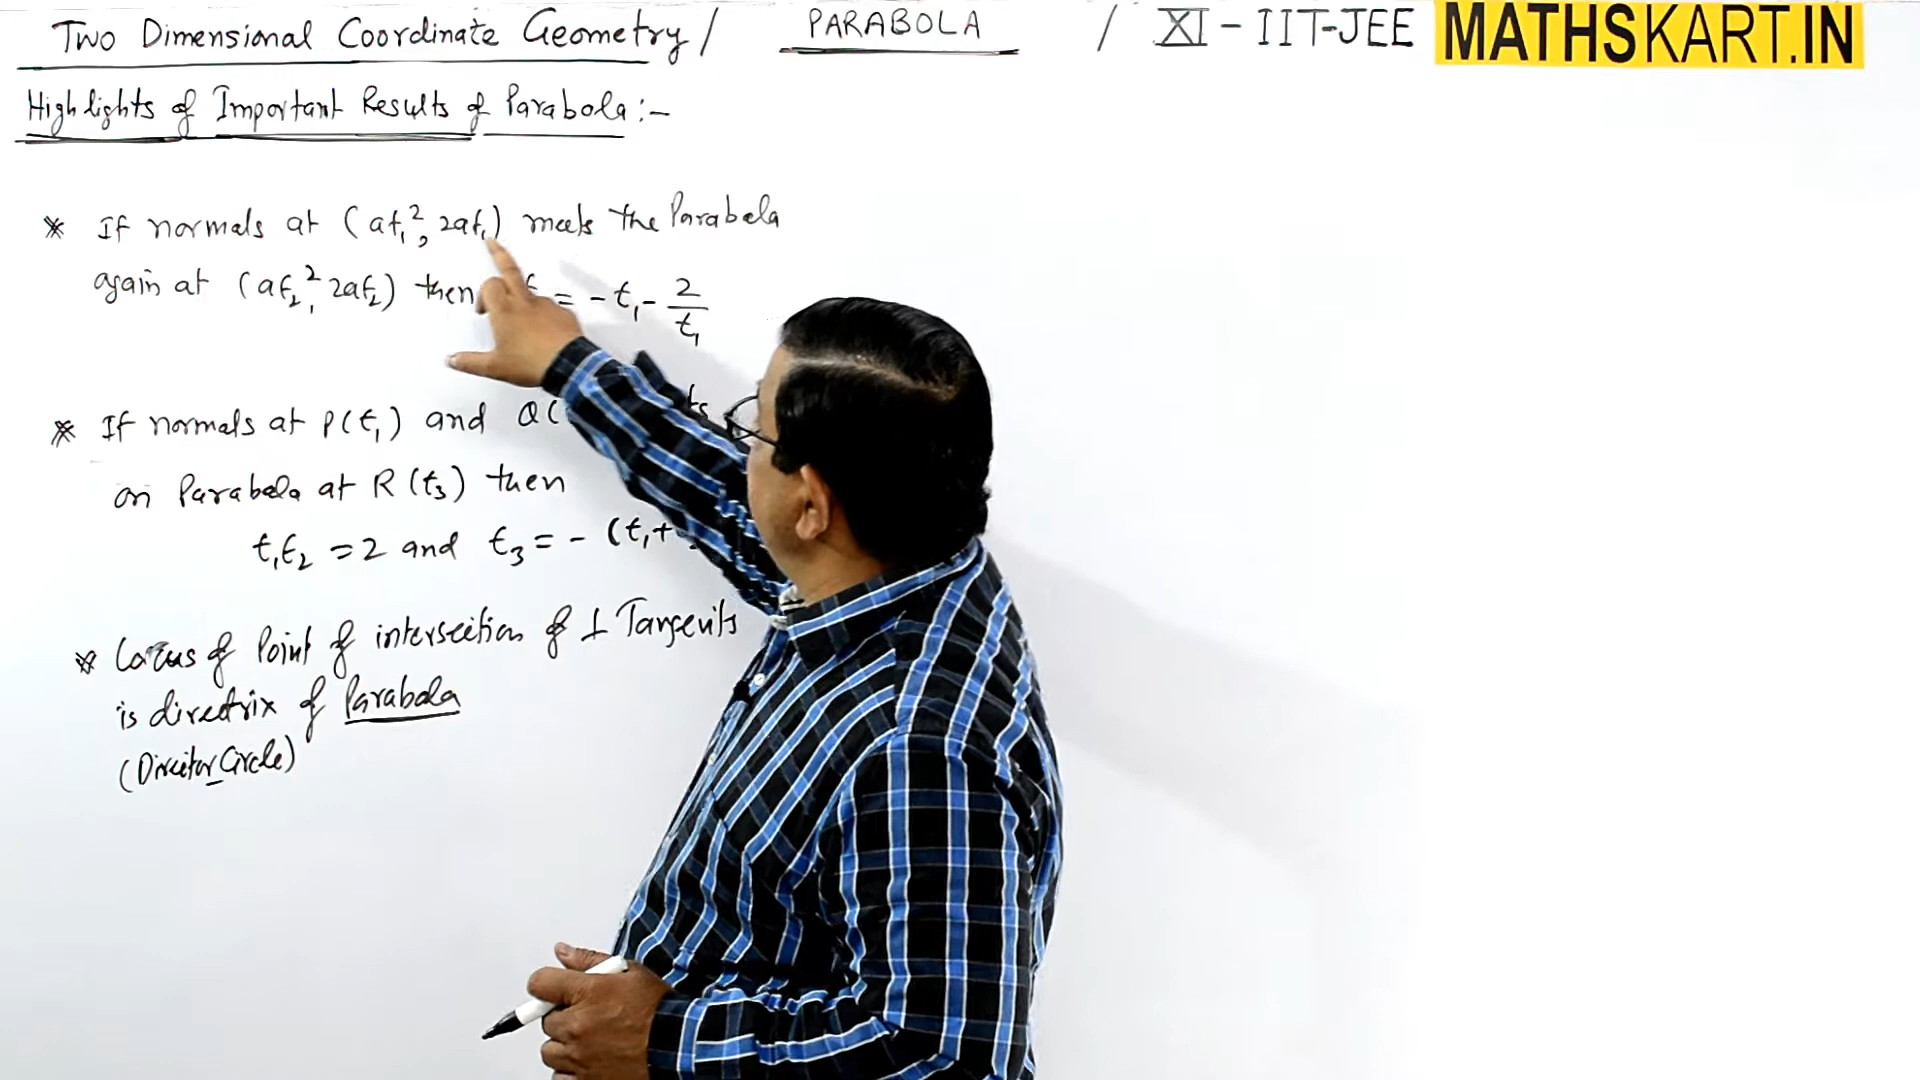 Two Dimensional Coordinate Geometry / PARABOLA / XI - IIT-JEE MATHSKART.IN
Highlights of Important Results of Parabola :-
* If normals at (at₁², 2at₁) meets the Parabola
again at (at₂², 2at₂) then = -t₁ - 2/t₁
* If normals at P(t₁) and Q(
on Parabola at R(t₃) then
t₁t₂ = 2 and t₃ = - (t₁+
* Locus of Point of intersection of ⊥ Tangents
is directrix of Parabola
(Director Circle)